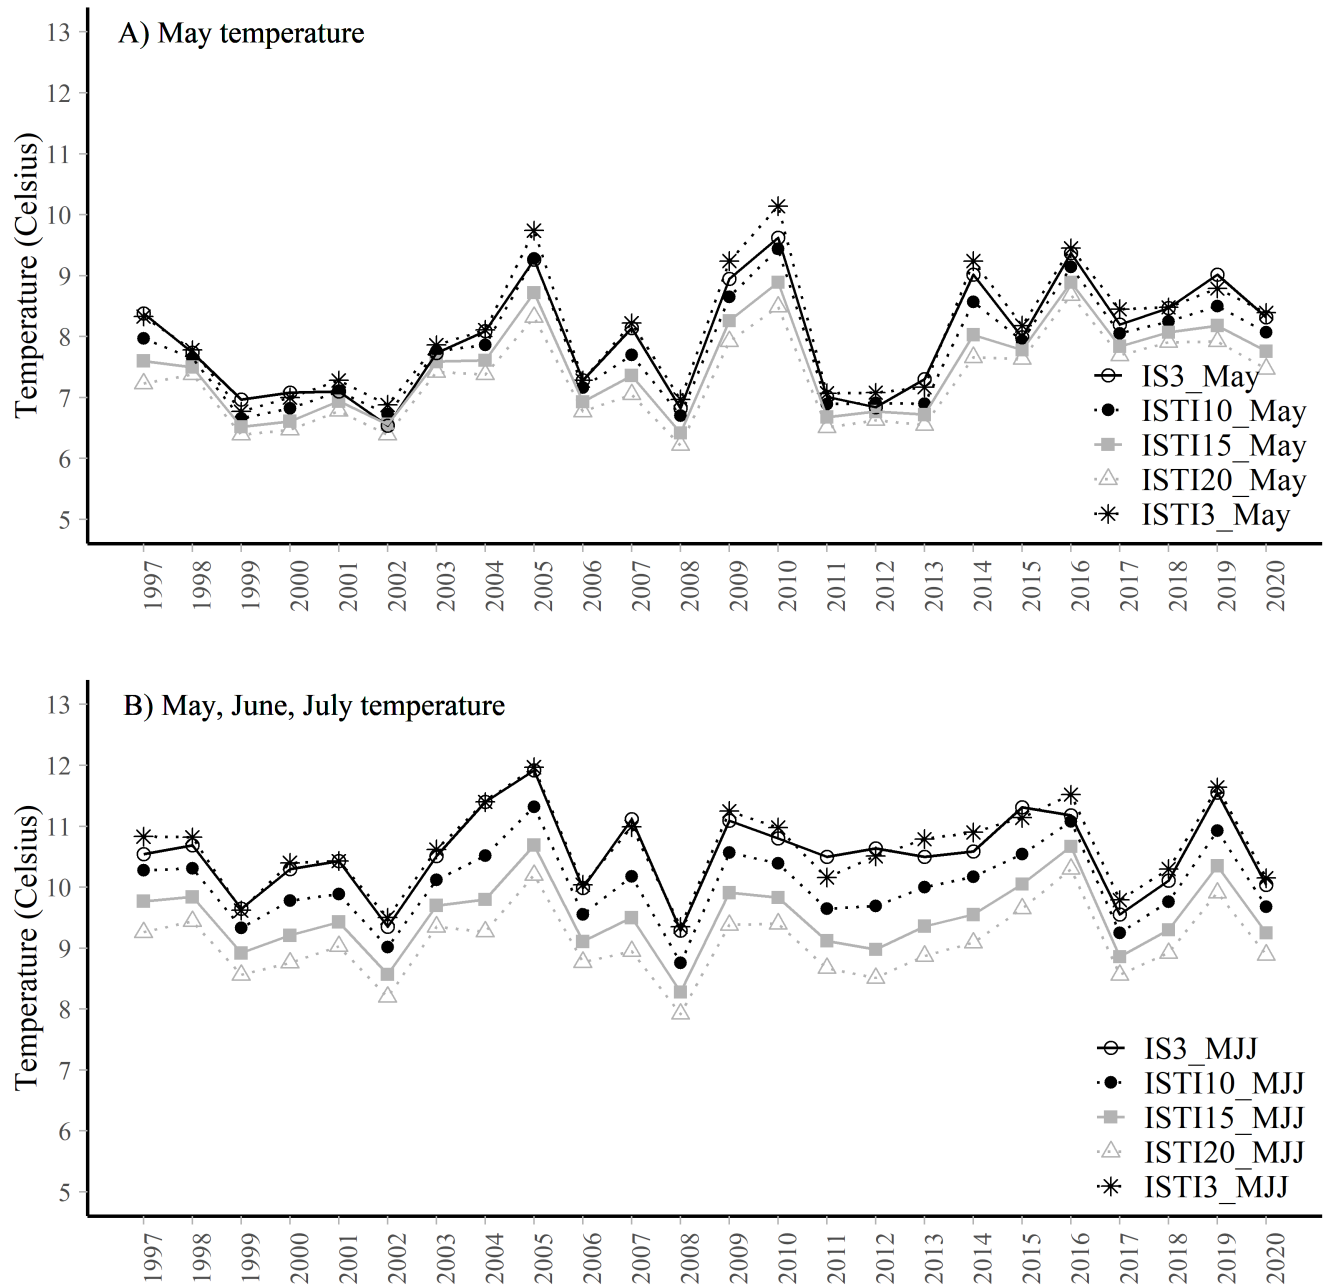 A) May temperature
Temperature (Celsius)
13
12
11
10
9
8
7
6
5
IS3_May
ISTI10_May
ISTI15_May
ISTI20_May
ISTI3_May
1997 1998 1999 2000 2001 2002 2003 2004 2005 2006 2007 2008 2009 2010 2011 2012 2013 2014 2015 2016 2017 2018 2019 2020
B) May, June, July temperature
Temperature (Celsius)
13
12
11
10
9
8
7
6
5
IS3_MJJ
ISTI10_MJJ
ISTI15_MJJ
ISTI20_MJJ
ISTI3_MJJ
1997 1998 1999 2000 2001 2002 2003 2004 2005 2006 2007 2008 2009 2010 2011 2012 2013 2014 2015 2016 2017 2018 2019 2020